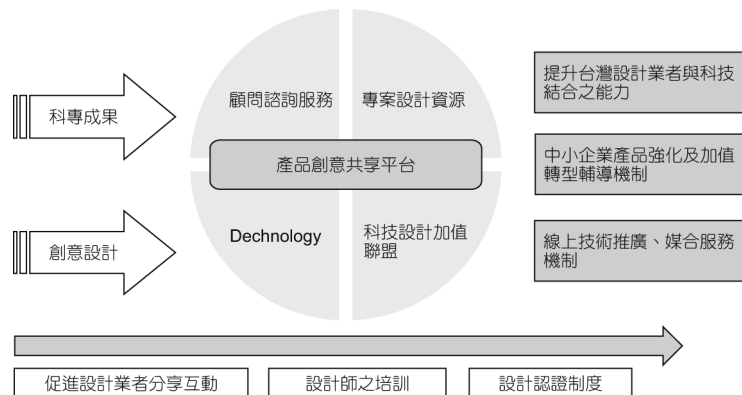 科專成果
創意設計
顧問諮詢服務
專案設計資源
產品創意共享平台
Dechnology
科技設計加值
聯盟
提升台灣設計業者與科技
結合之能力
中小企業產品強化及加值
轉型輔導機制
線上技術推廣、媒合服務
機制
促進設計業者分享互動
設計師之培訓
設計認證制度